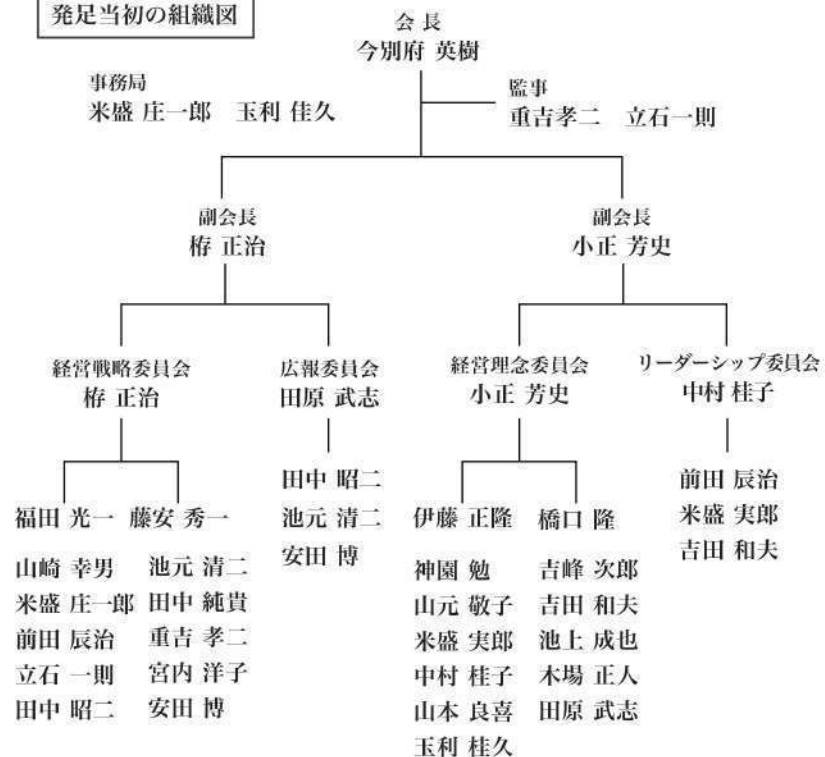 発足当初の組織図
会 長
今別府 英樹
事務局
米盛 庄一郎　玉利 佳久
監事
重吉孝二　立石一則
副会長
栫 正治
副会長
小正 芳史
経営戦略委員会
栫 正治
広報委員会
田原 武志
経営理念委員会
小正 芳史
リーダーシップ委員会
中村 桂子
福田 光一
山崎 幸男
米盛 庄一郎
前田 辰治
立石 一則
田中 昭二
藤安 秀一
池元 清二
田中 純貴
重吉 孝二
宮内 洋子
安田 博
田中 昭二
池元 清二
安田 博
伊藤 正隆
神園 勉
山元 敬子
米盛 実郎
中村 桂子
山本 良喜
玉利 桂久
橋口 隆
吉峰 次郎
吉田 和夫
池上 成也
木場 正人
田原 武志
前田 辰治
米盛 実郎
吉田 和夫